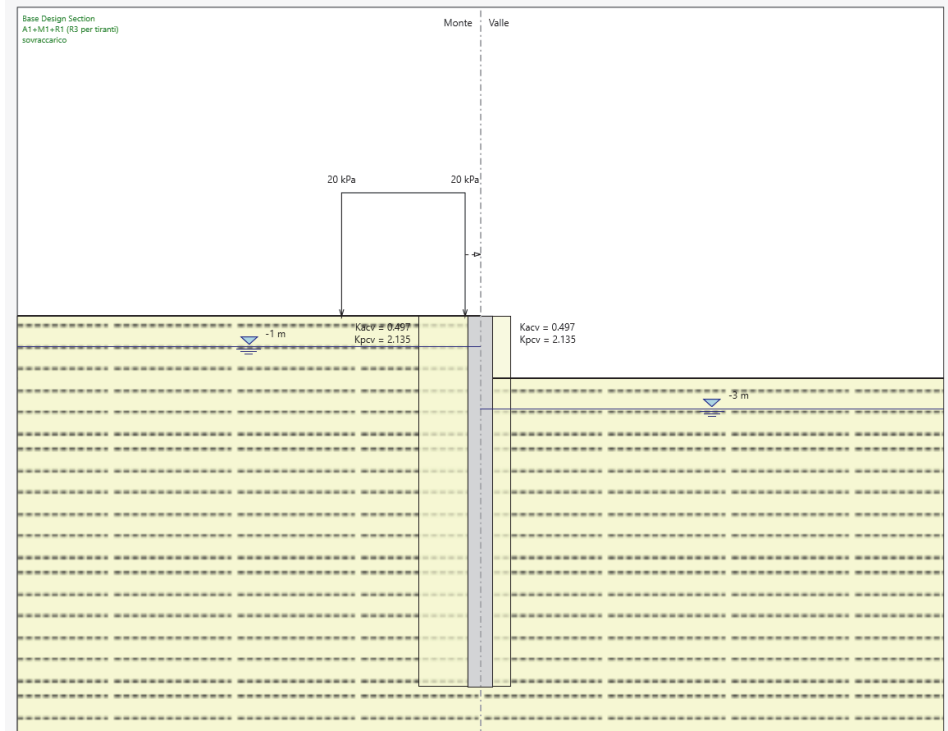 Base Design Section
A1+M1+R1 (R3 per tiranti)
sovraccarico
Monte Valle
20 kPa 20 kPa
Kacv = 0.497
Kpcv = 2.135
Kacv = 0.497
Kpcv = 2.135
-1 m
-3 m